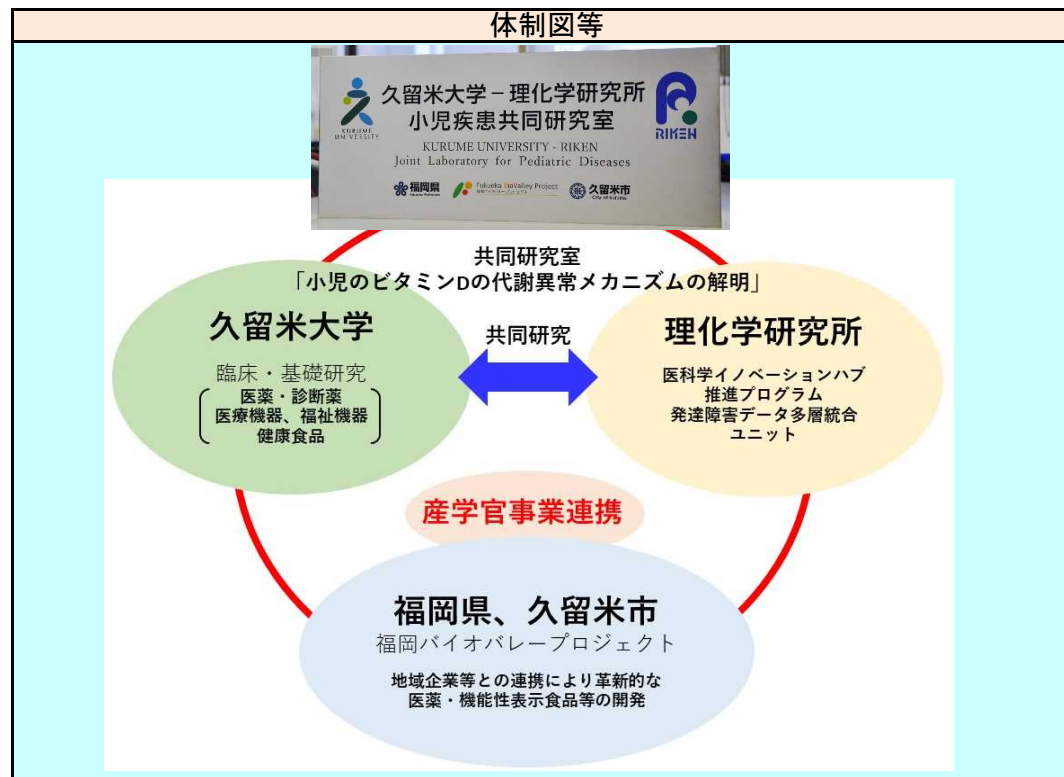 体制図等
KURUME
UNIVERSITY
久留米大学－理化学研究所
小児疾患共同研究室
KURUME UNIVERSITY - RIKEN
Joint Laboratory for Pediatric Diseases
RIKEN
福岡県
Fukuoka BioValley Project
久留米市
City of Kurume
共同研究室
「小児のビタミンDの代謝異常メカニズムの解明」
久留米大学
臨床・基礎研究
医薬・診断薬
医療機器、福祉機器
健康食品
共同研究
理化学研究所
医科学イノベーションハブ
推進プログラム
発達障害データ多層統合
ユニット
産学官事業連携
福岡県、久留米市
福岡バイオバレープロジェクト
地域企業等との連携により革新的な
医薬・機能性表示食品等の開発